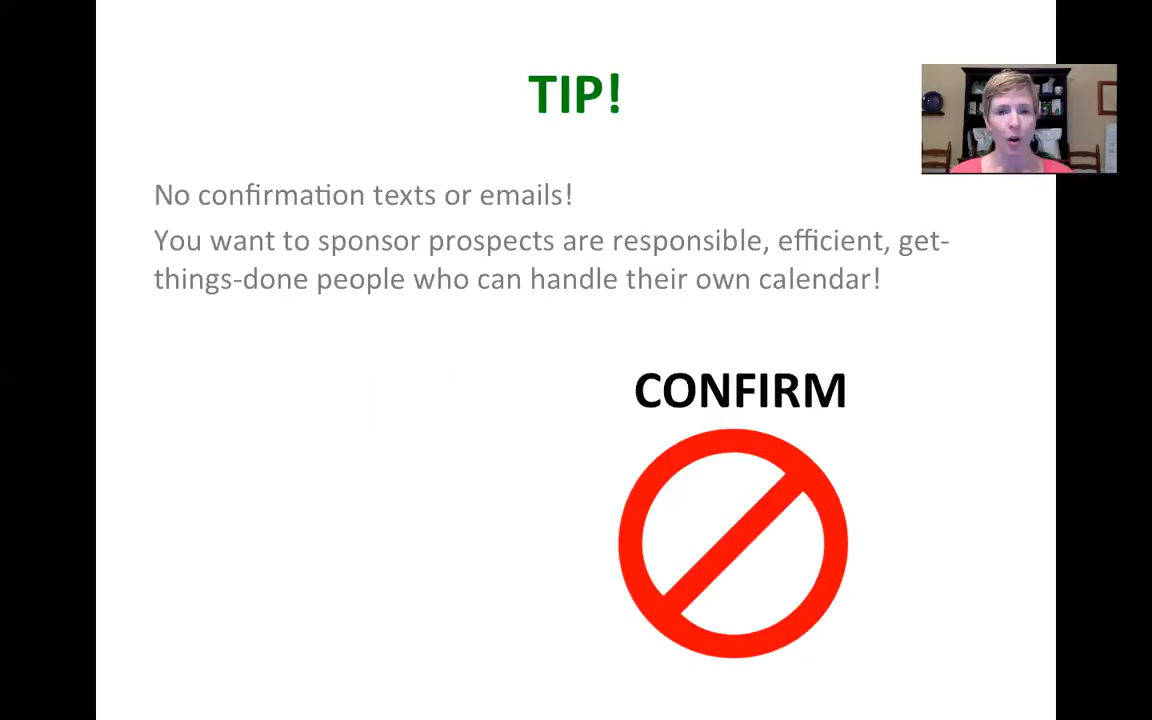 TIP!
No confirmation texts or emails!
You want to sponsor prospects are responsible, efficient, get-
things-done people who can handle their own calendar!
CONFIRM